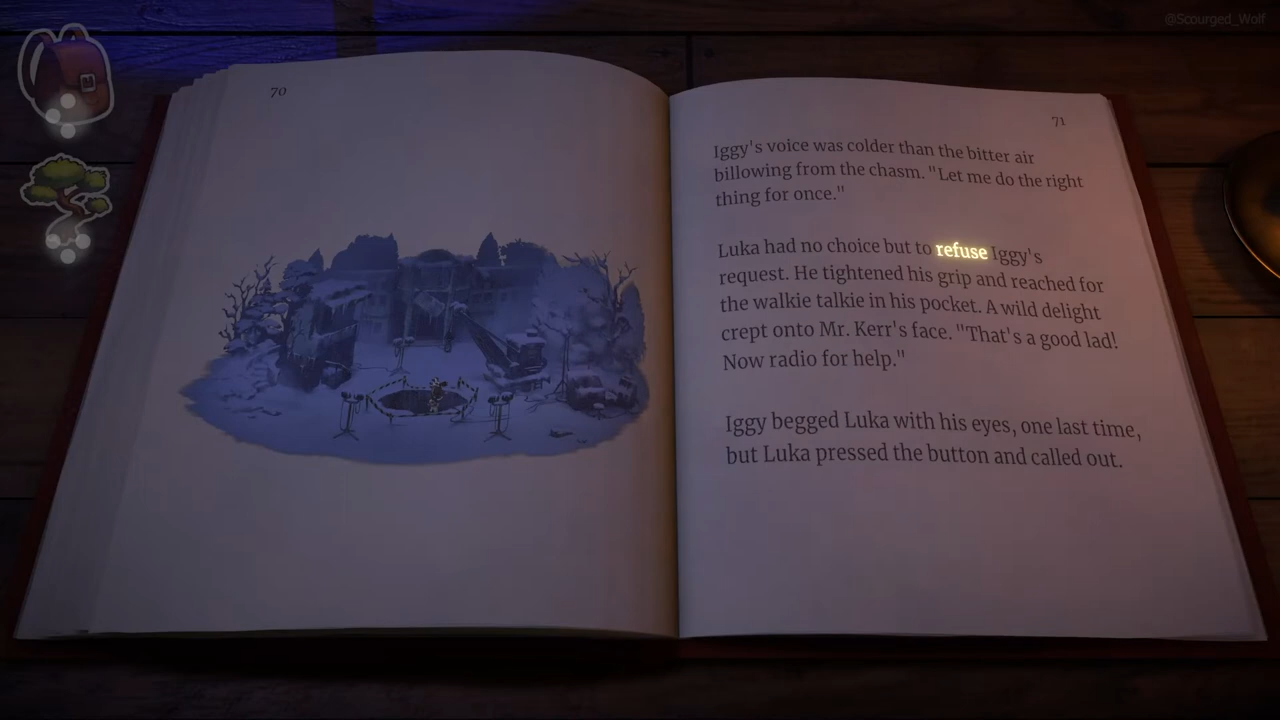 @Scourged_Wolf
70
71
Iggy's voice was colder than the bitter air
billowing from the chasm. "Let me do the right
thing for once."
Luka had no choice but to refuse Iggy's
request. He tightened his grip and reached for
the walkie talkie in his pocket. A wild delight
crept onto Mr. Kerr's face. "That's a good lad!
Now radio for help."
Iggy begged Luka with his eyes, one last time,
but Luka pressed the button and called out.